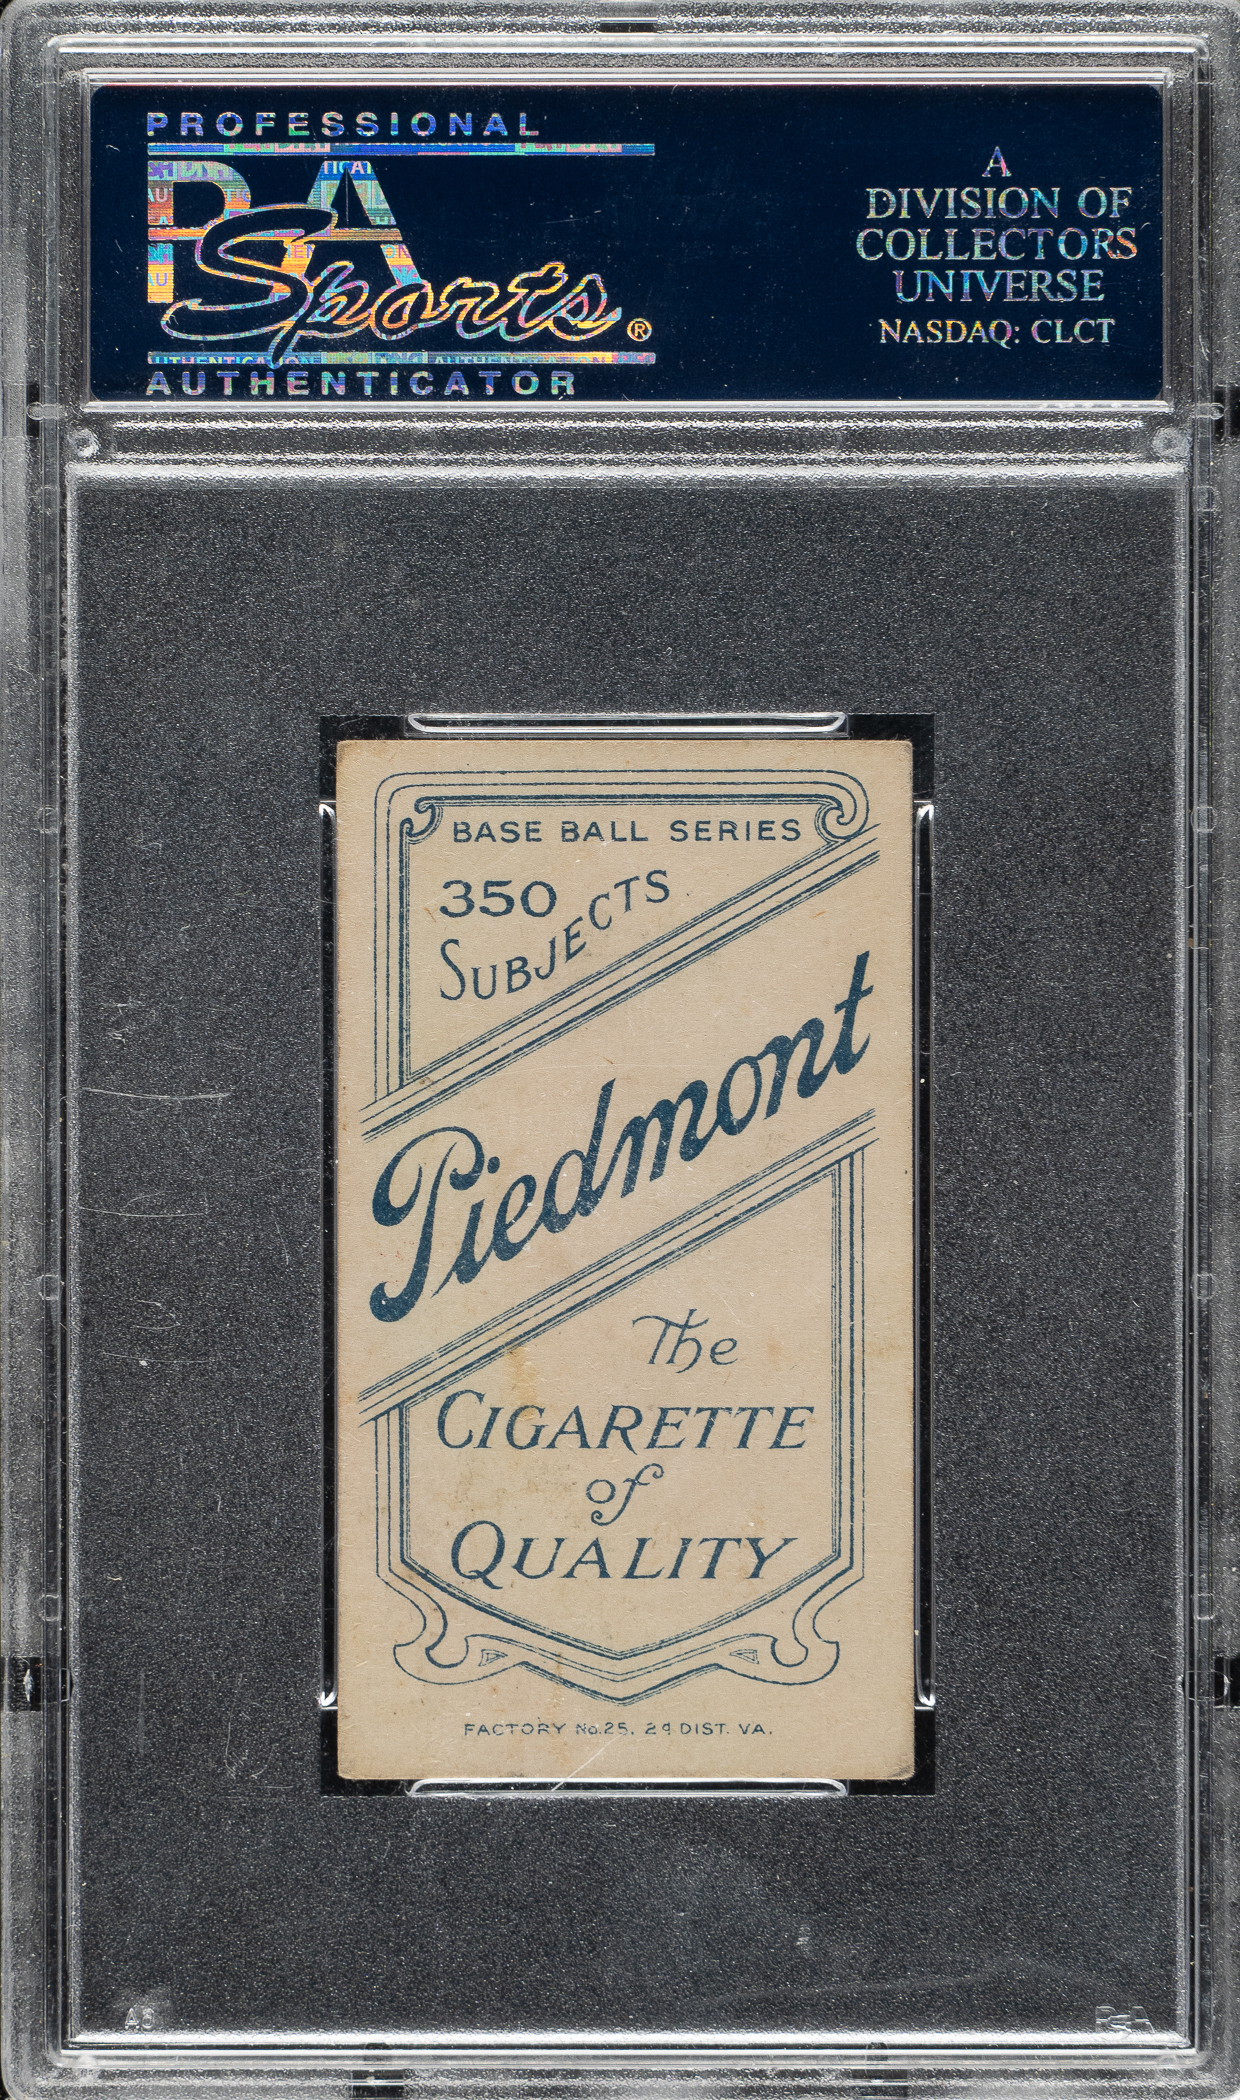 PROFESSIONAL
PSA
Sports®
AUTHENTICATOR
A
DIVISION OF
COLLECTORS
UNIVERSE
NASDAQ: CLCT
BASE BALL SERIES
350
SUBJECTS
Piedmont
The
CIGARETTE
of
QUALITY
FACTORY No.25, 2d DIST. VA.
PSA